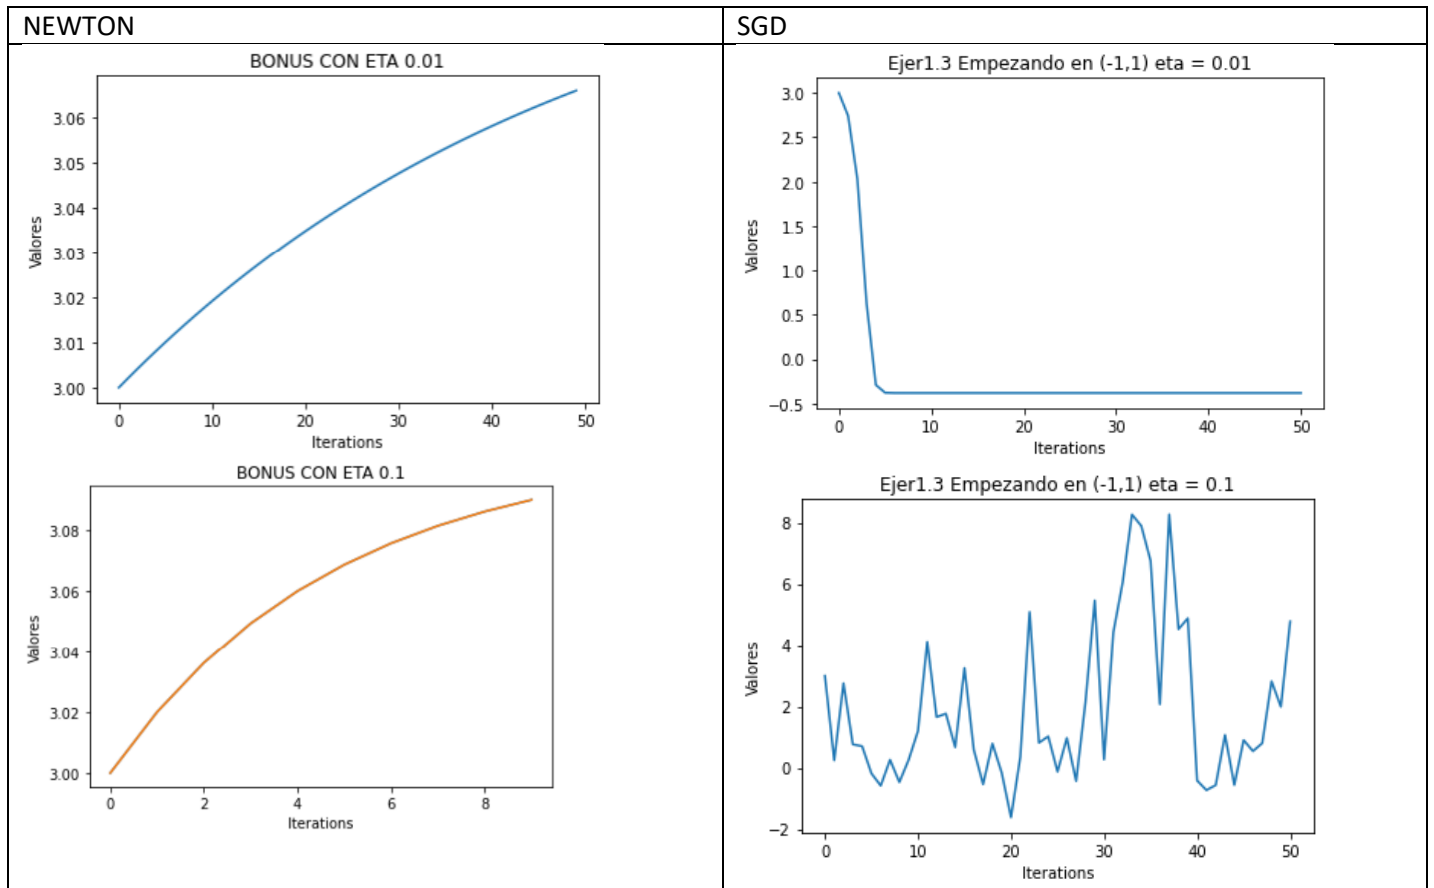 NEWTON
SGD
BONUS CON ETA 0.01
3.06
3.05
3.04
3.03
3.02
3.01
3.00
Valores
0 10 20 30 40 50
Iterations
BONUS CON ETA 0.1
3.08
3.06
3.04
3.02
3.00
Valores
0 2 4 6 8
Iterations
Ejer1.3 Empezando en (-1,1) eta = 0.01
3.0
2.5
2.0
1.5
1.0
0.5
0.0
−0.5
Valores
0 10 20 30 40 50
Iterations
Ejer1.3 Empezando en (-1,1) eta = 0.1
8
6
4
2
0
−2
Valores
0 10 20 30 40 50
Iterations